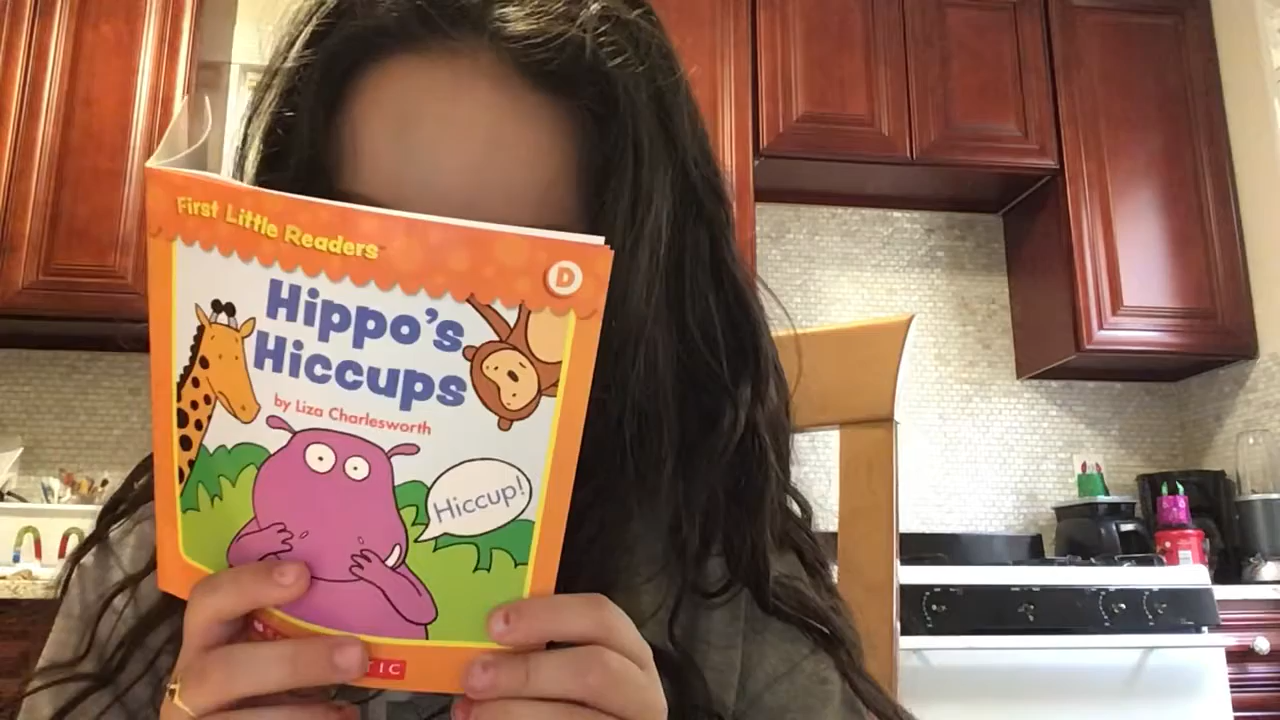 First Little Readers
D
Hippo's
Hiccups
by Liza Charlesworth
Hiccup!